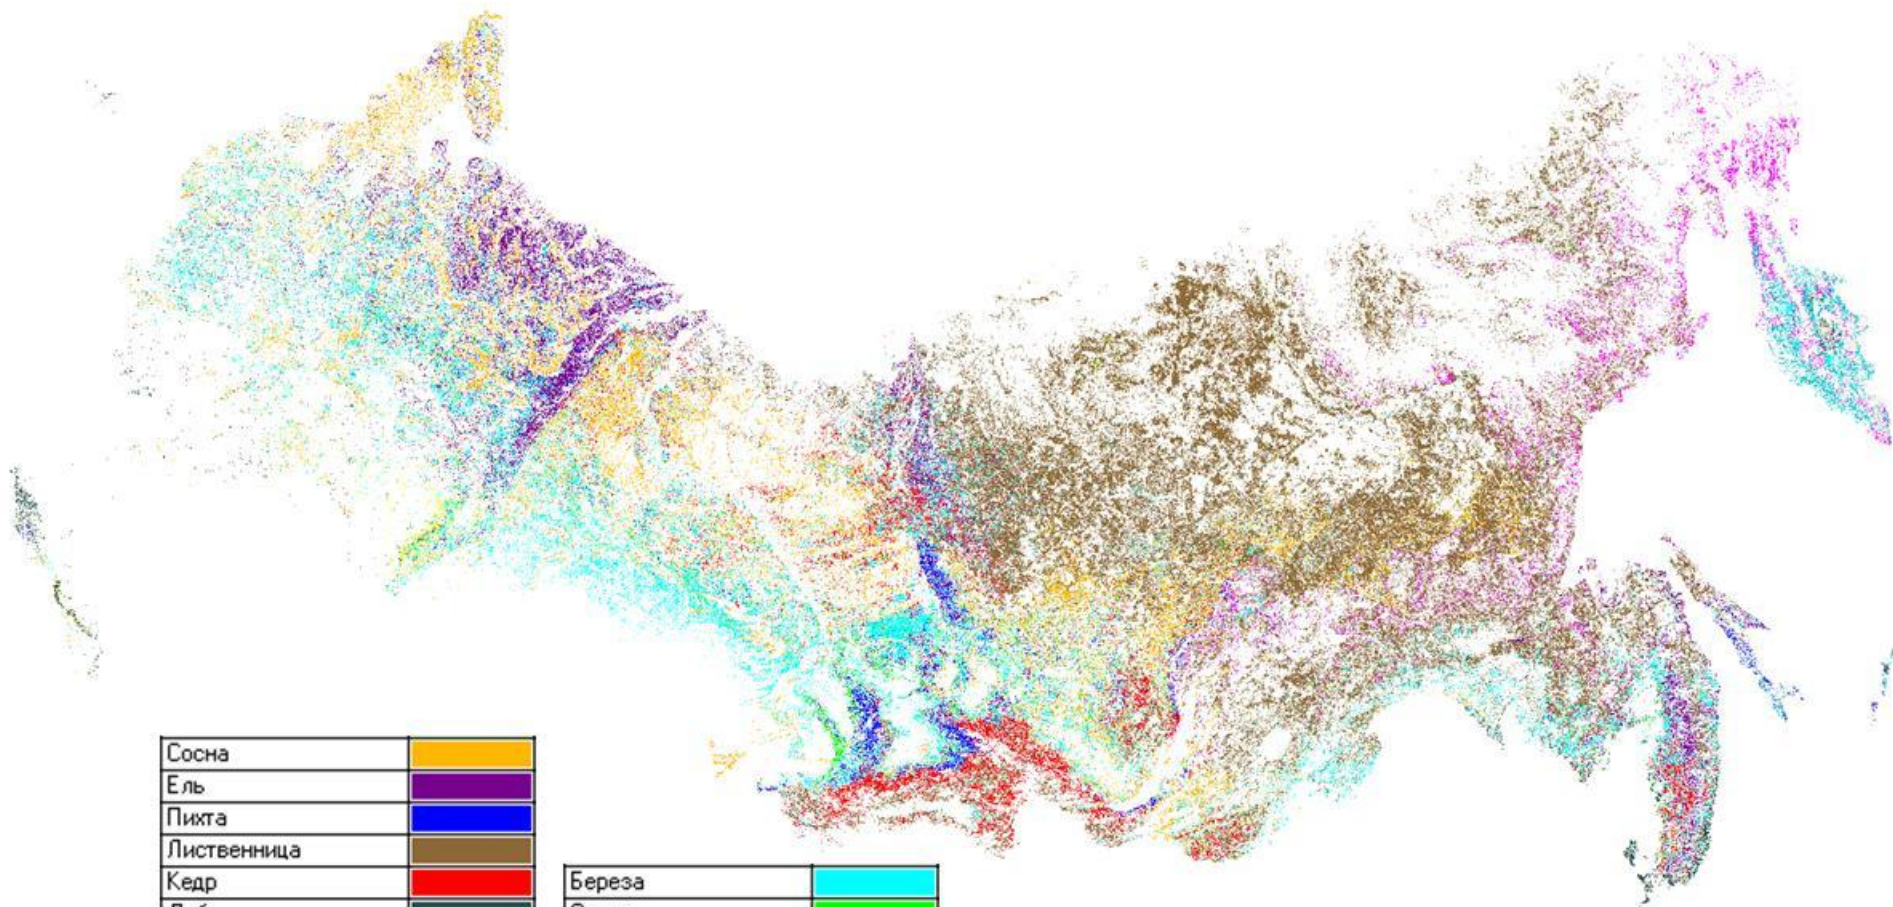 Сосна
Ель
Пихта
Лиственница
Кедр
Береза